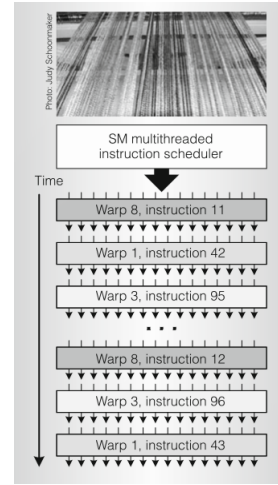 Photo: Judy Schoonmaker
SM multithreaded
instruction scheduler
Time
Warp 8, instruction 11
Warp 1, instruction 42
Warp 3, instruction 95
...
Warp 8, instruction 12
Warp 3, instruction 96
Warp 1, instruction 43